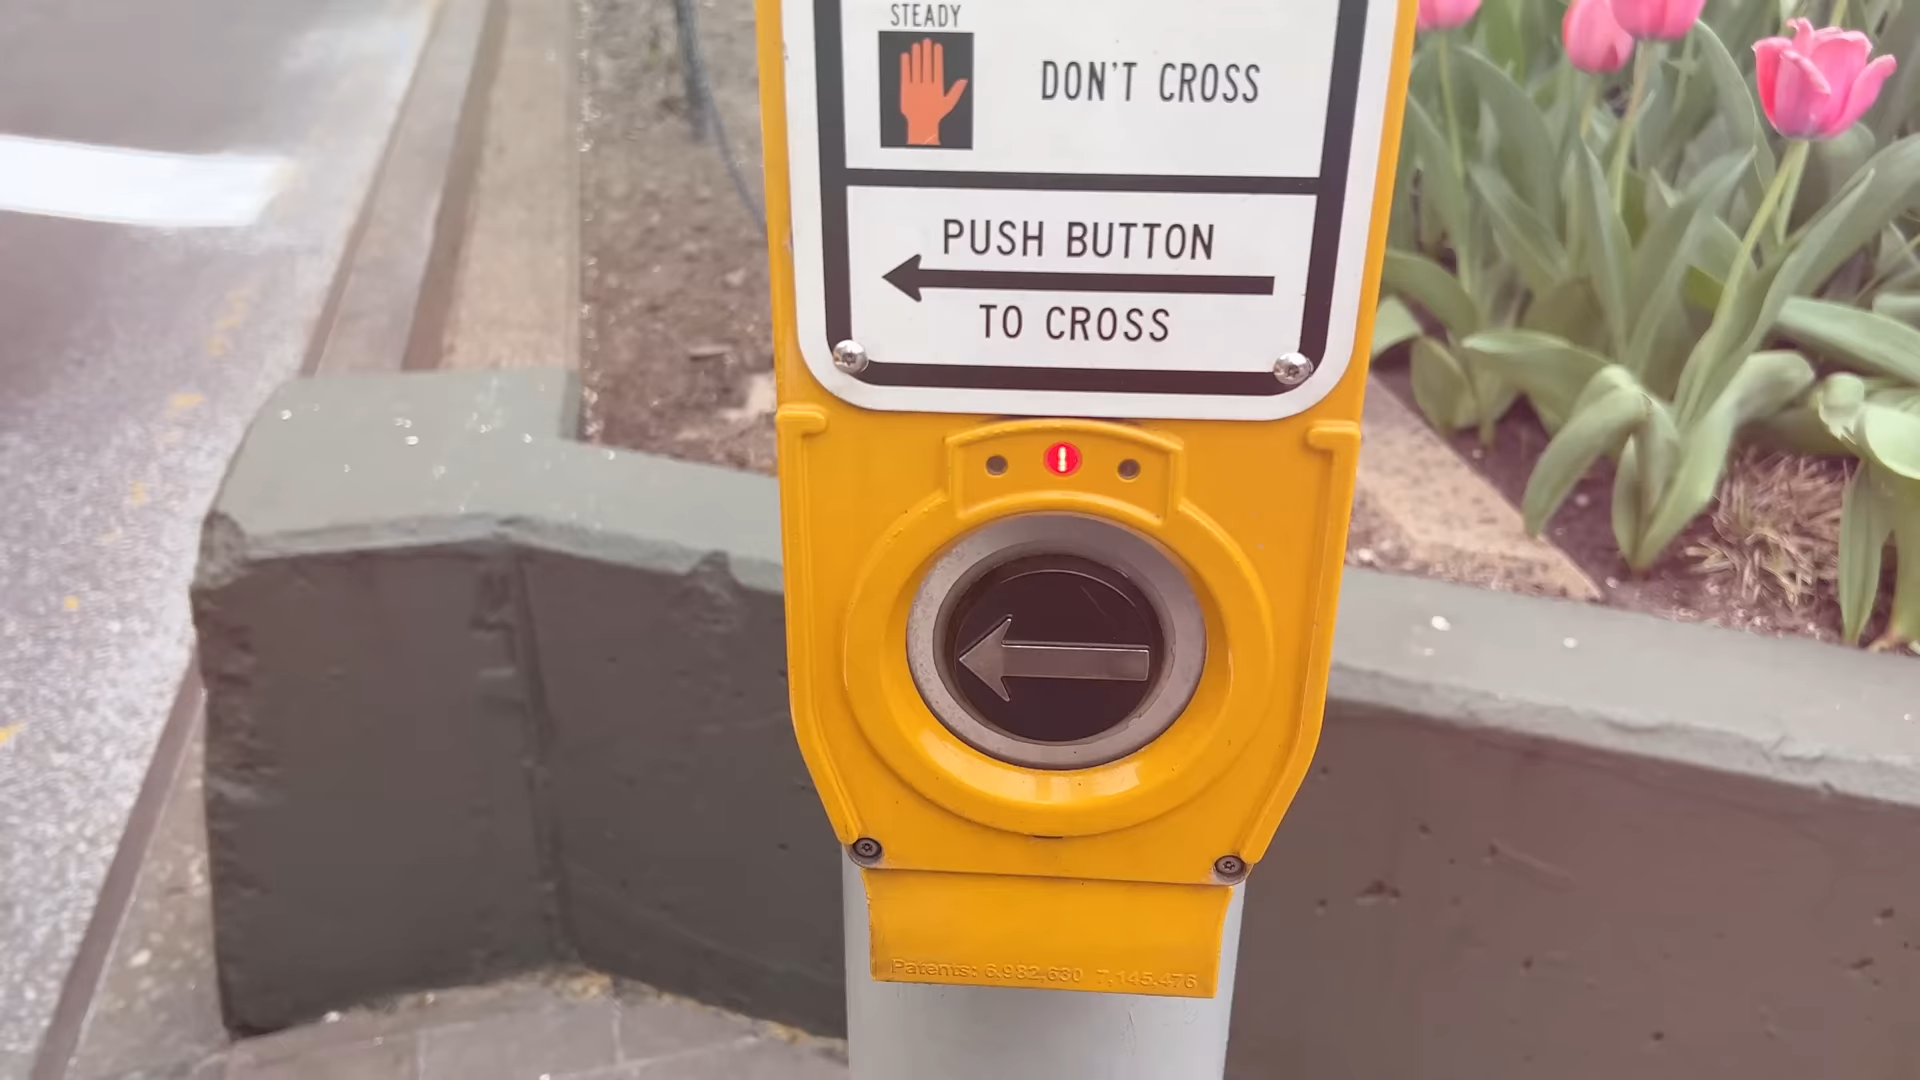 STEADY
DON'T CROSS
PUSH BUTTON
TO CROSS
Patents: 6,982,630 7,145,476